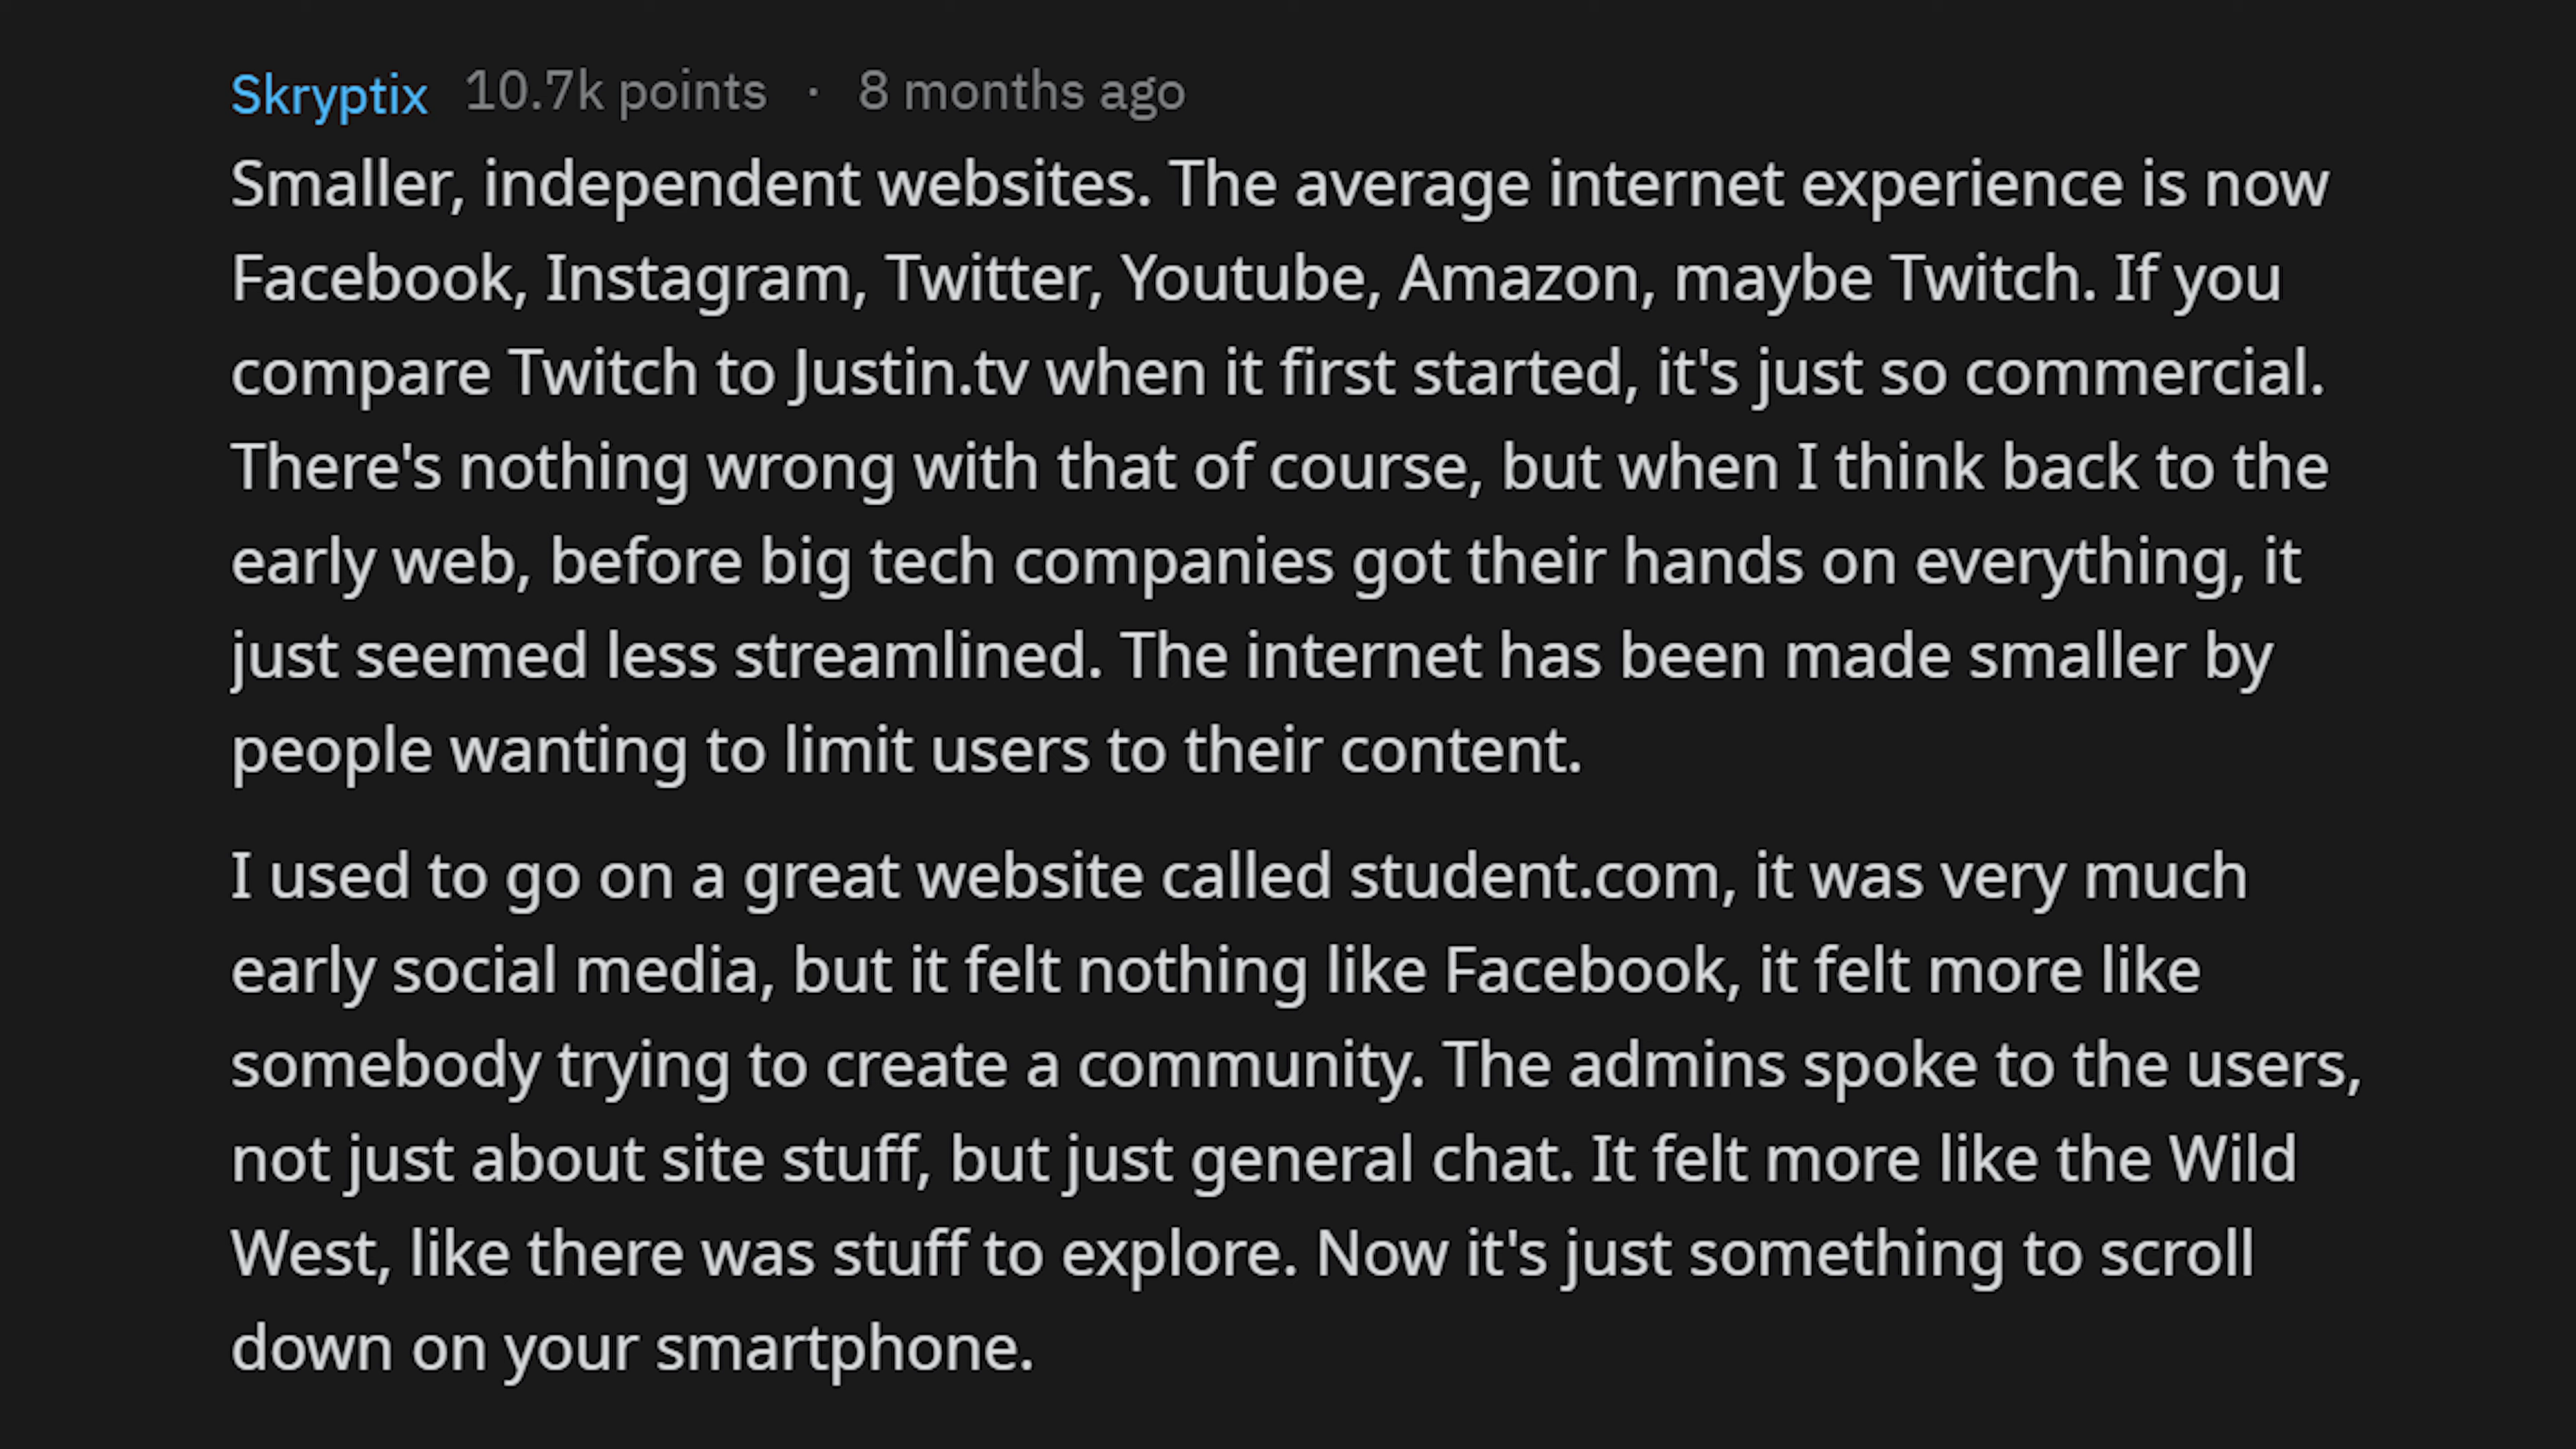 Skryptix 10.7k points · 8 months ago
Smaller, independent websites. The average internet experience is now
Facebook, Instagram, Twitter, Youtube, Amazon, maybe Twitch. If you
compare Twitch to Justin.tv when it first started, it's just so commercial.
There's nothing wrong with that of course, but when I think back to the
early web, before big tech companies got their hands on everything, it
just seemed less streamlined. The internet has been made smaller by
people wanting to limit users to their content.
I used to go on a great website called student.com, it was very much
early social media, but it felt nothing like Facebook, it felt more like
somebody trying to create a community. The admins spoke to the users,
not just about site stuff, but just general chat. It felt more like the Wild
West, like there was stuff to explore. Now it's just something to scroll
down on your smartphone.